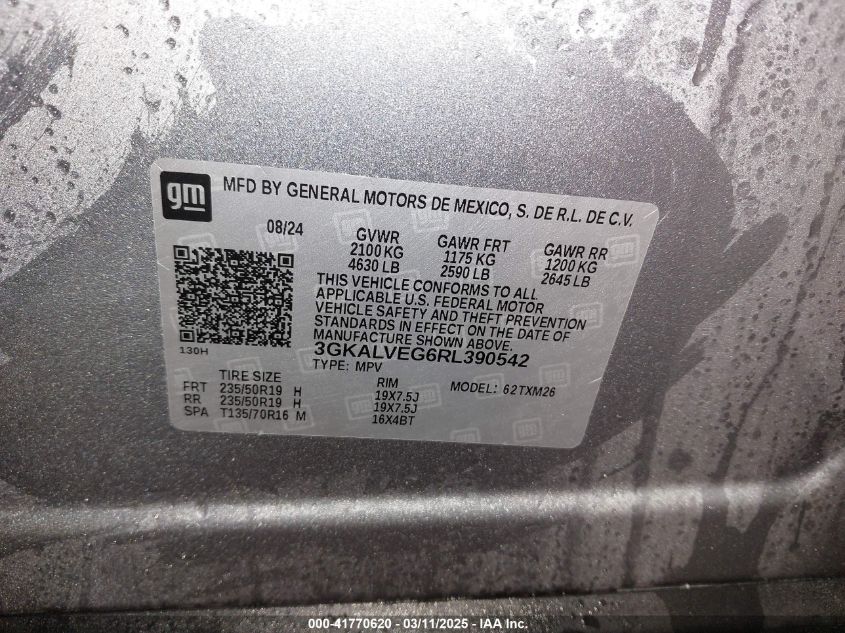 gm
MFD BY GENERAL MOTORS DE MEXICO, S. DE R.L. DE C.V.
08/24
GVWR
2100 KG
4630 LB
GAWR FRT
1175 KG
2590 LB
GAWR RR
1200 KG
2645 LB
THIS VEHICLE CONFORMS TO ALL
APPLICABLE U.S. FEDERAL MOTOR
VEHICLE SAFETY AND THEFT PREVENTION
STANDARDS IN EFFECT ON THE DATE OF
MANUFACTURE SHOWN ABOVE.
130H
3GKALVEG6RL390542
TYPE: MPV
TIRE SIZE
RIM
MODEL: 62TXM26
FRT 235/50R19 H 19X7.5J
RR 235/50R19 H 19X7.5J
SPA T135/70R16 M 16X4BT
000-41770620 - 03/11/2025 - IAA Inc.